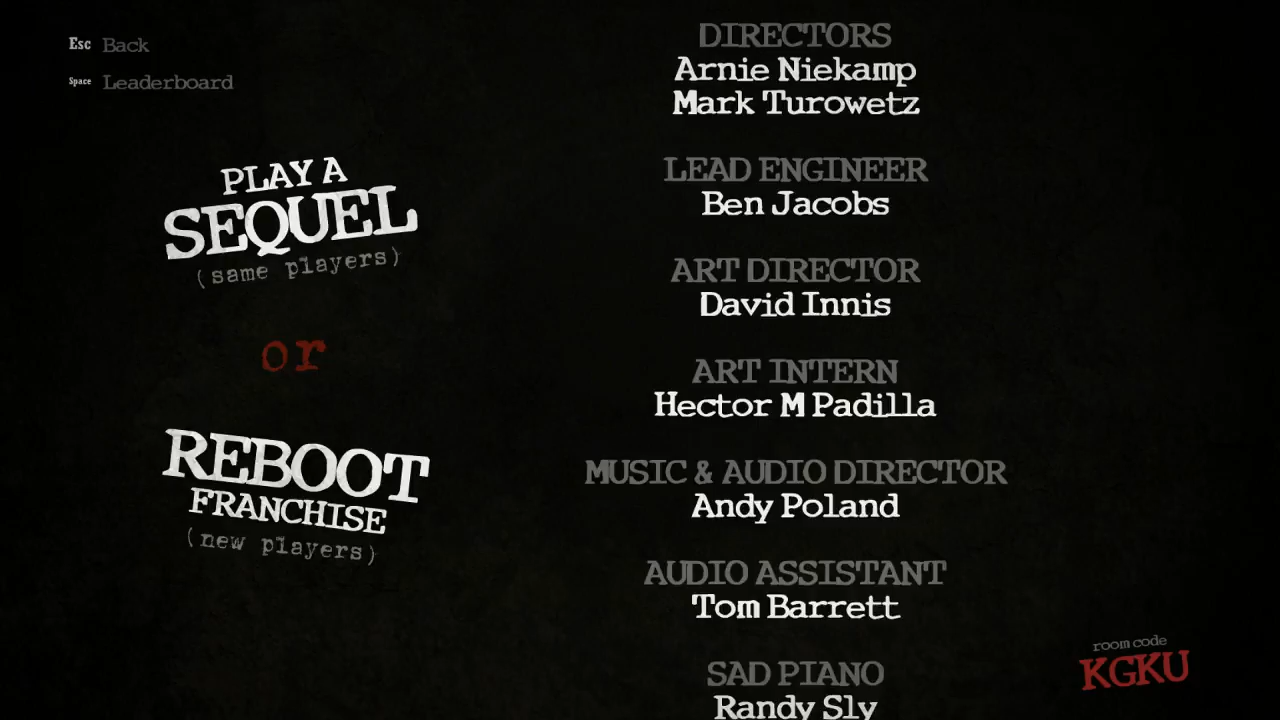 Esc Back
Space Leaderboard
PLAY A
SEQUEL
(same players)
or
REBOOT
FRANCHISE
(new players)
DIRECTORS
Arnie Niekamp
Mark Turowetz
LEAD ENGINEER
Ben Jacobs
ART DIRECTOR
David Innis
ART INTERN
Hector M Padilla
MUSIC & AUDIO DIRECTOR
Andy Poland
AUDIO ASSISTANT
Tom Barrett
SAD PIANO
Randy Sly
room code
KGKU